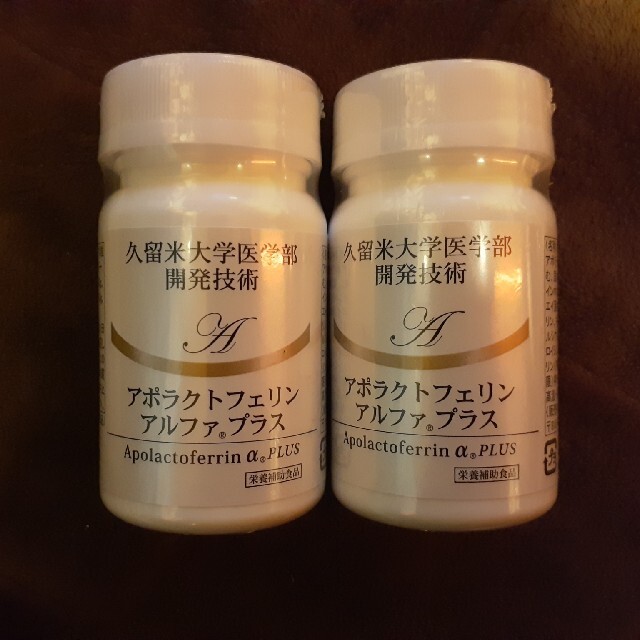 久留米大学医学部
開発技術
A
アポラクトフェリン
アルファ®プラス
Apolactoferrin α®PLUS
栄養補助食品
久留米大学医学部
開発技術
A
アポラクトフェリン
アルファ®プラス
Apolactoferrin α®PLUS
栄養補助食品